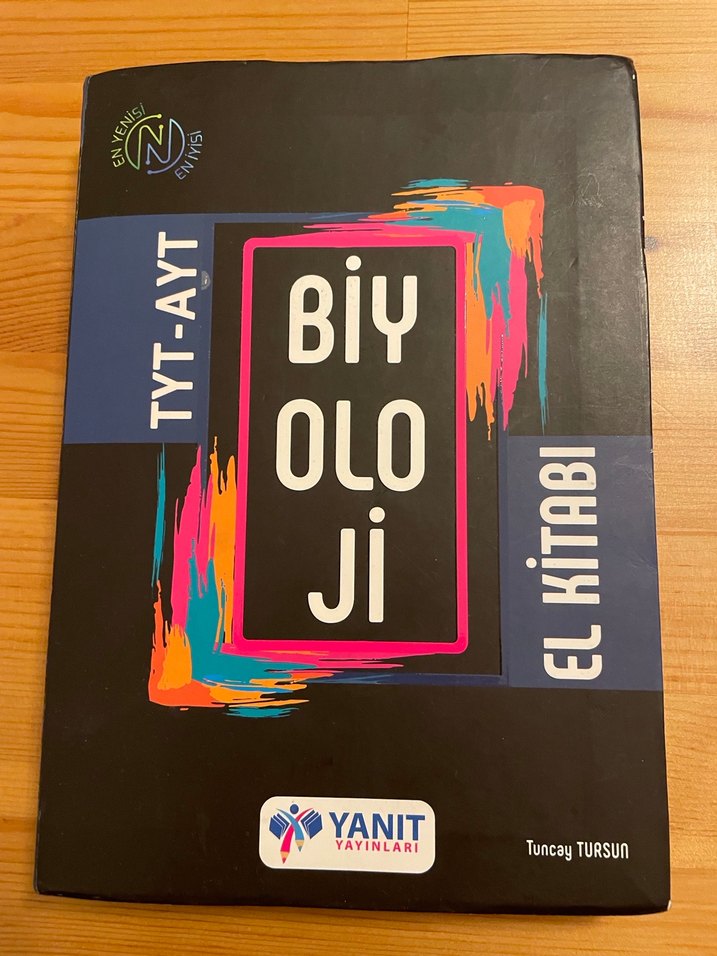 EN YENİSİ
EN İYİSİ
TYT-AYT
BİY
OLO
Jİ
EL KİTABI
YANIT
YAYINLARI
Tuncay TURSUN